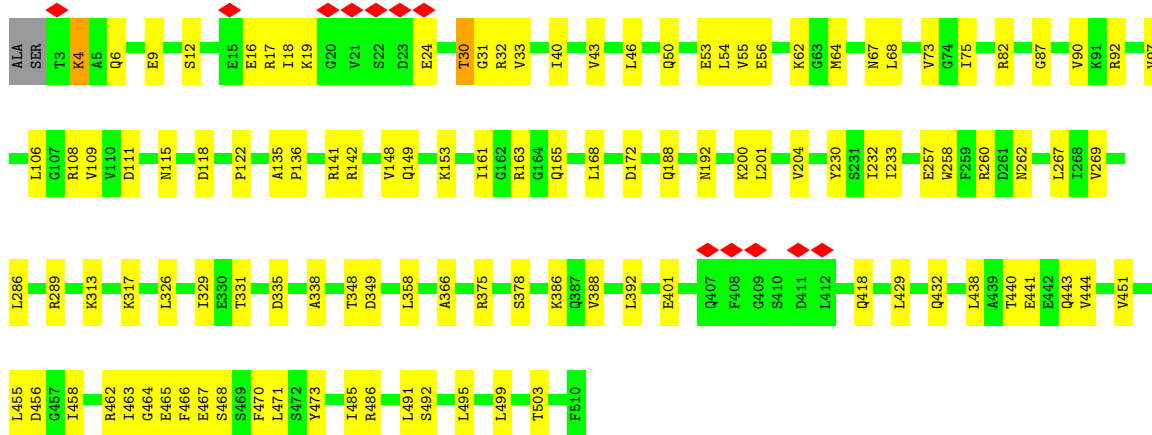 ALA SER T3 K4 A5 Q6 E9 S12 E15 E16 R17 I18 K19 G20 V21 S22 D23 E24 T30 G31 R32 V33 I40 V43 L46 Q50 E53 L54 V55 E56 K62 G63 M64 N67 L68 V73 G74 I75 R82 G87 V90 K91 R92
L106 G107 R108 V109 V110 D111 N115 D118 P122 A135 P136 R141 R142 V148 Q149 K153 I161 G162 R163 G164 Q165 L168 D172 Q188 N192 K200 L201 V204 Y230 S231 I232 I233 E257 W258 F259 R260 D261 N262 L267 I268 V269
L286 R289 K313 K317 L326 I329 E330 T331 D335 A338 T348 D349 L358 A366 R375 S378 K386 Q387 V388 L392 E401 Q407 F408 G409 S410 D411 L412 Q418 L429 Q432 L438 A439 T440 E441 E442 Q443 V444 V451
L455 D456 G457 I458 R462 I463 G464 E465 F466 E467 S468 S469 F470 L471 S472 Y473 I485 R486 L491 S492 L495 L499 T503 F510